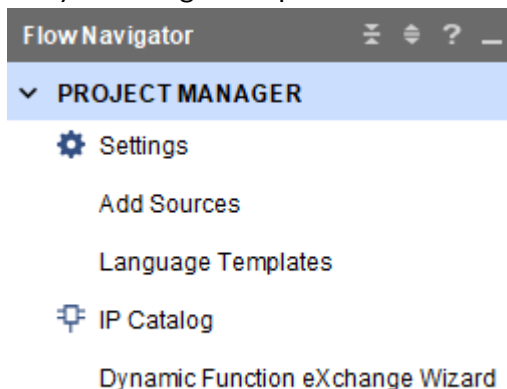 Flow Navigator ?
PROJECT MANAGER
Settings
Add Sources
Language Templates
IP Catalog
Dynamic Function eXchange Wizard